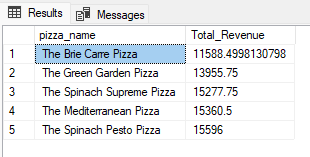 Results Messages
pizza_name Total_Revenue
1 The Brie Carre Pizza 11588.4998130798
2 The Green Garden Pizza 13955.75
3 The Spinach Supreme Pizza 15277.75
4 The Mediterranean Pizza 15360.5
5 The Spinach Pesto Pizza 15596